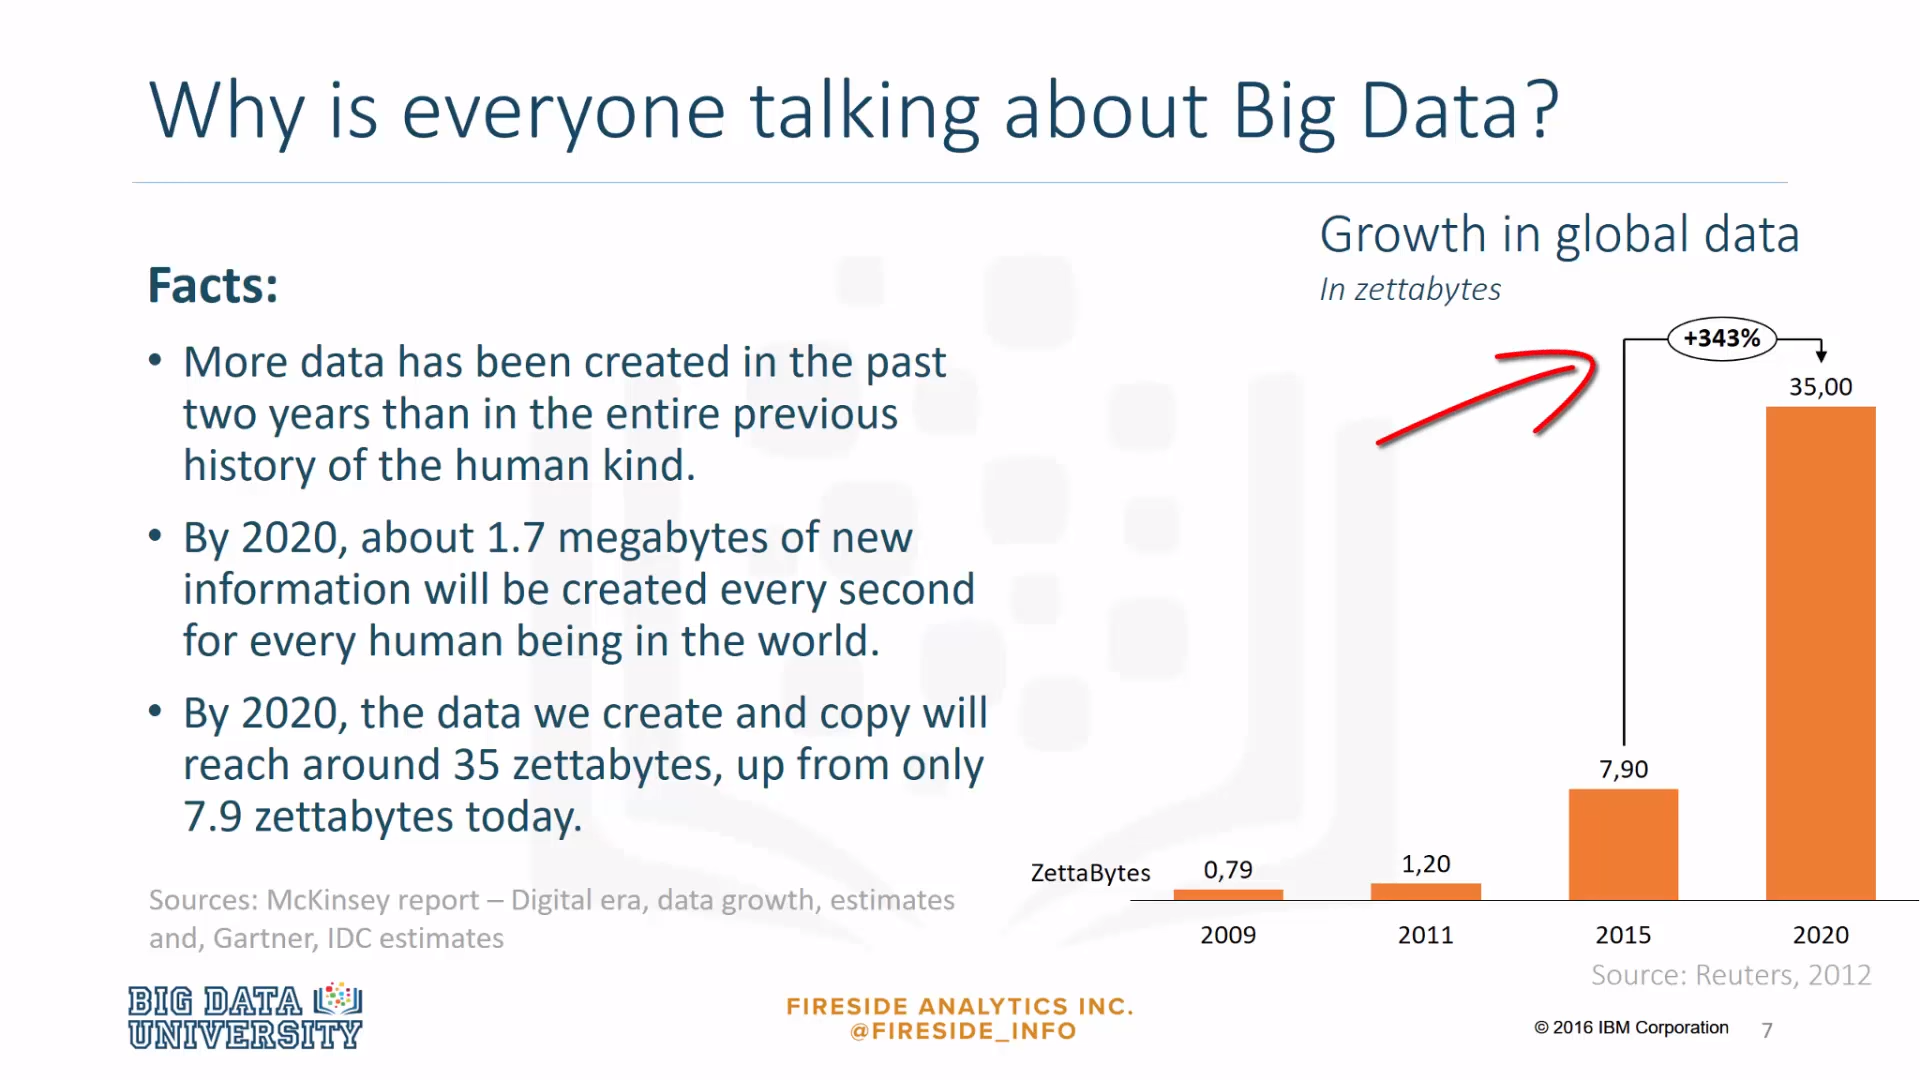 Why is everyone talking about Big Data?
Facts:
• More data has been created in the past
two years than in the entire previous
history of the human kind.
• By 2020, about 1.7 megabytes of new
information will be created every second
for every human being in the world.
• By 2020, the data we create and copy will
reach around 35 zettabytes, up from only
7.9 zettabytes today.
Sources: McKinsey report – Digital era, data growth, estimates
and, Gartner, IDC estimates
Growth in global data
In zettabytes
+343%
35,00
7,90
1,20
0,79
ZettaBytes
2009 2011 2015 2020
Source: Reuters, 2012
BIG DATA
UNIVERSITY
FIRESIDE ANALYTICS INC.
@FIRESIDE_INFO
© 2016 IBM Corporation 7